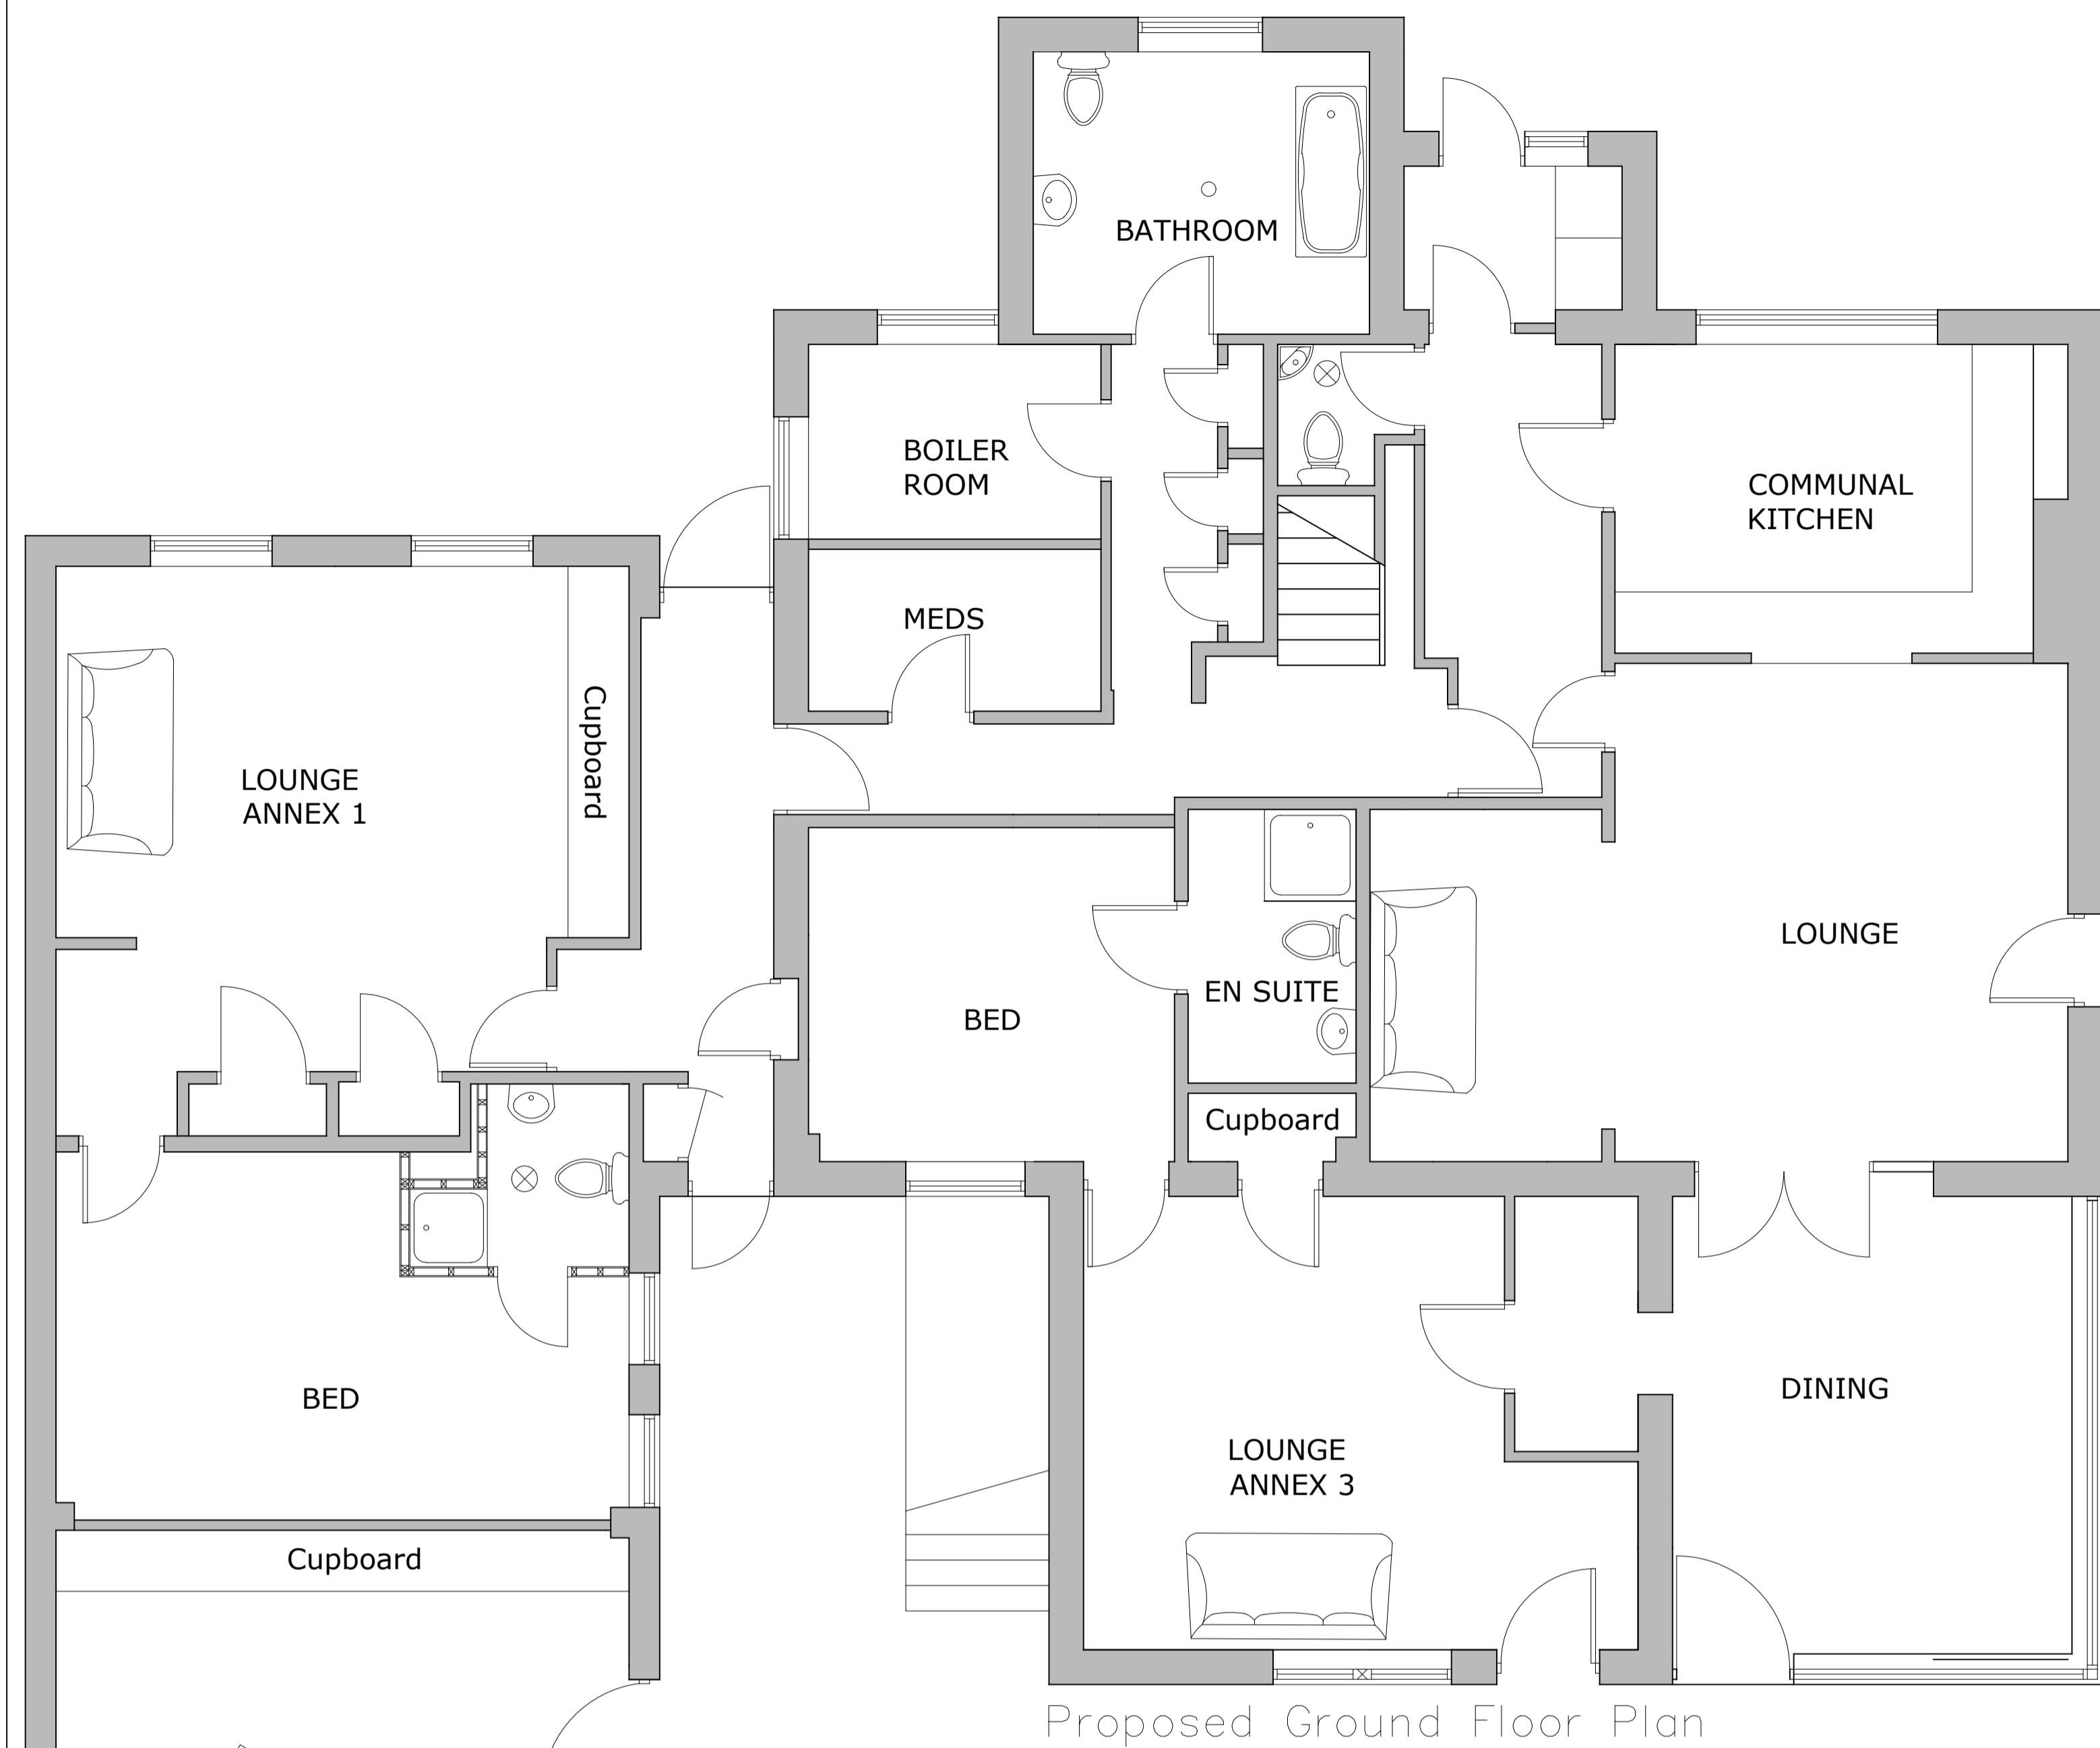 BATHROOM
BOILER
ROOM
COMMUNAL
KITCHEN
MEDS
Cupboard
LOUNGE
ANNEX 1
LOUNGE
EN SUITE
BED
Cupboard
BED
DINING
LOUNGE
ANNEX 3
Cupboard
Proposed Ground Floor Plan